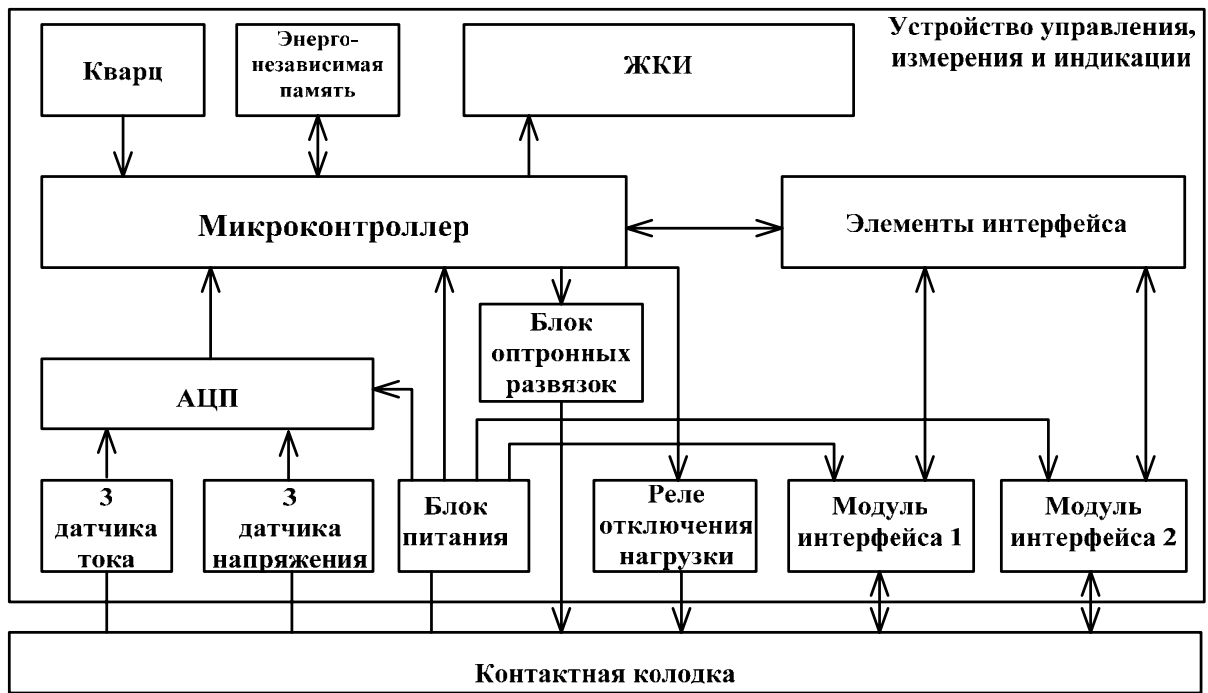 Устройство управления,
измерения и индикации
Кварц
Энерго-
независимая
память
ЖКИ
Микроконтроллер
Элементы интерфейса
Блок
оптронных
развязок
АЦП
3
датчика
тока
3
датчика
напряжения
Блок
питания
Реле
отключения
нагрузки
Модуль
интерфейса 1
Модуль
интерфейса 2
Контактная колодка